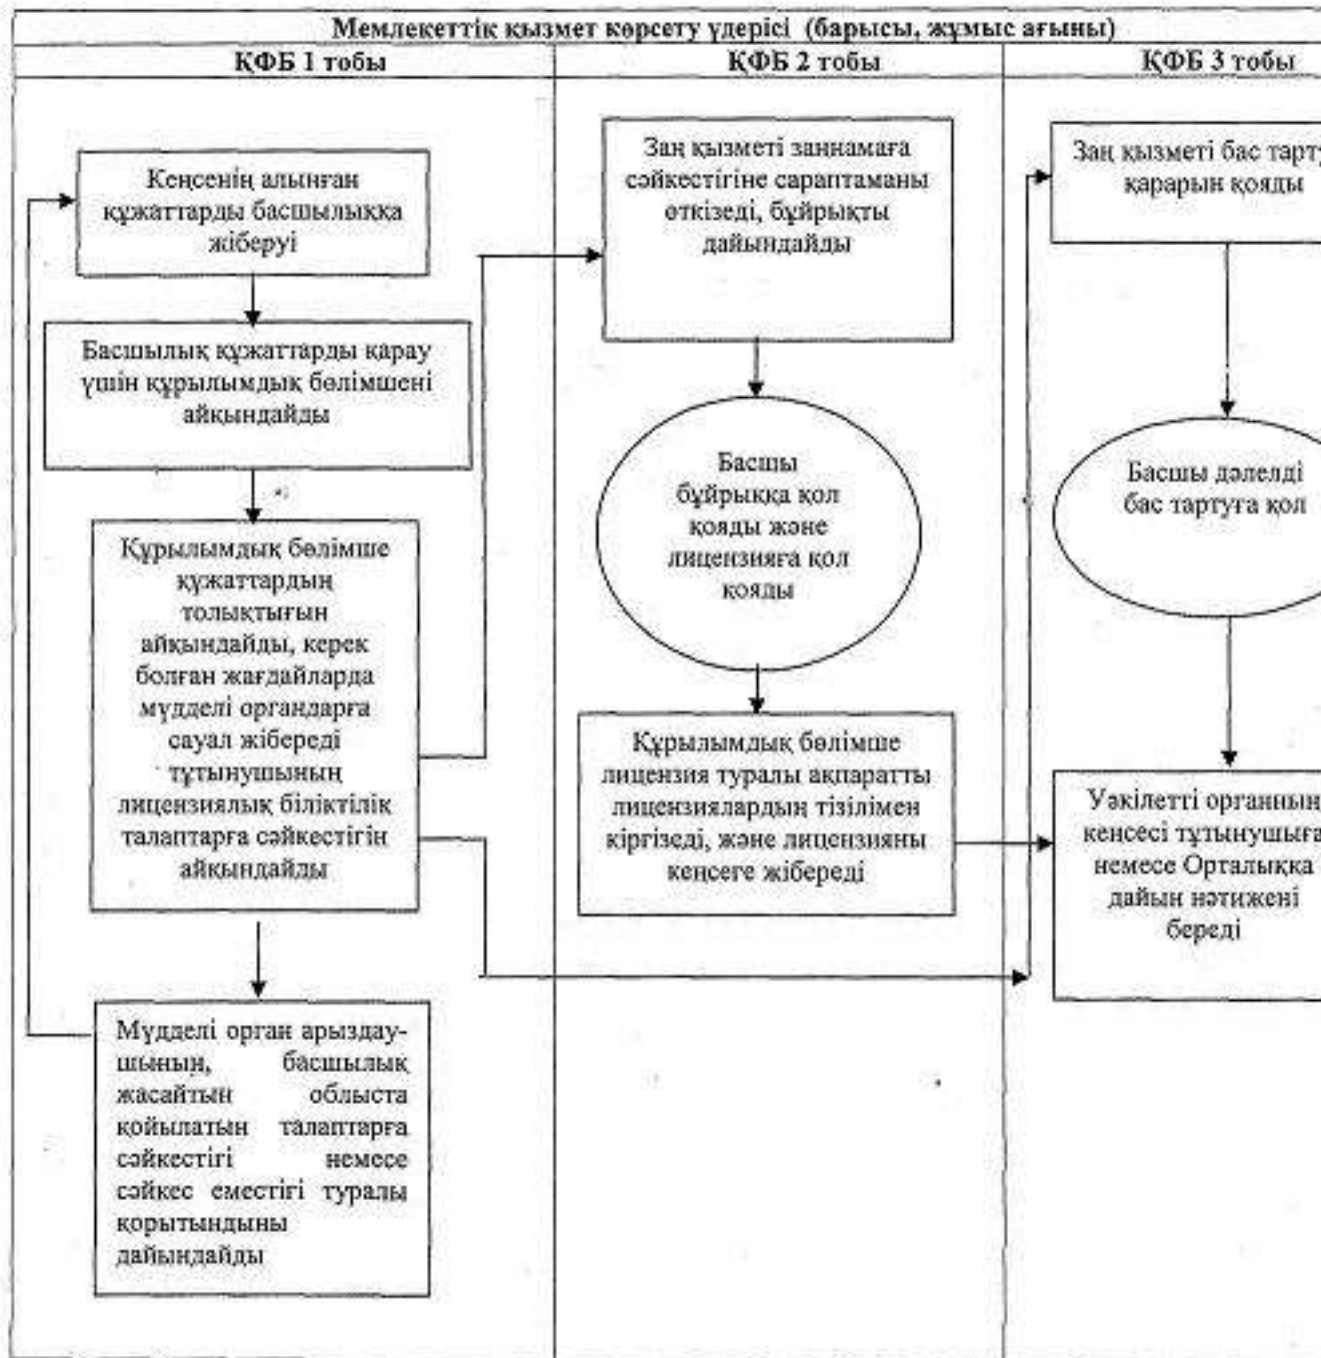 Мемлекеттік қызмет көрсету үдерісі (барысы, жұмыс ағыны)
ҚФБ 1 тобы
ҚФБ 2 тобы
ҚФБ 3 тобы
Кеңсенің алынған
құжаттарды басшылыққа
жіберуі
Басшылық құжаттарды қарау
үшін құрылымдық бөлімшені
айқындайды
Құрылымдық бөлімше
құжаттардың
толықтығын
айқындайды, керек
болған жағдайларда
мүдделі органдарға
сауал жібереді
тұтынушының
лицензиялық біліктілік
талаптарға сәйкестігін
айқындайды
Мүдделі орган арыздау-
шының, басшылық
жасайтын облыста
қойылатын талаптарға
сәйкестігі немесе
сәйкес еместігі туралы
қорытындыны
дайындайды
Заң қызметі заңнамаға
сәйкестігіне сараптаманы
өткізеді, бұйрықты
дайындайды
Басшы
бұйрыққа қол
қояды және
лицензияға қол
қояды
Құрылымдық бөлімше
лицензия туралы ақпаратты
лицензиялардың тізілімен
кіргізеді, және лицензияны
кеңсеге жібереді
Заң қызметі бас
қарарын қояды
Басшы дәлелді
бас тартуға қол
Уәкілетті органның
кеңсесі тұтынушыға
немесе Орталыққа
дайын нәтижені
береді